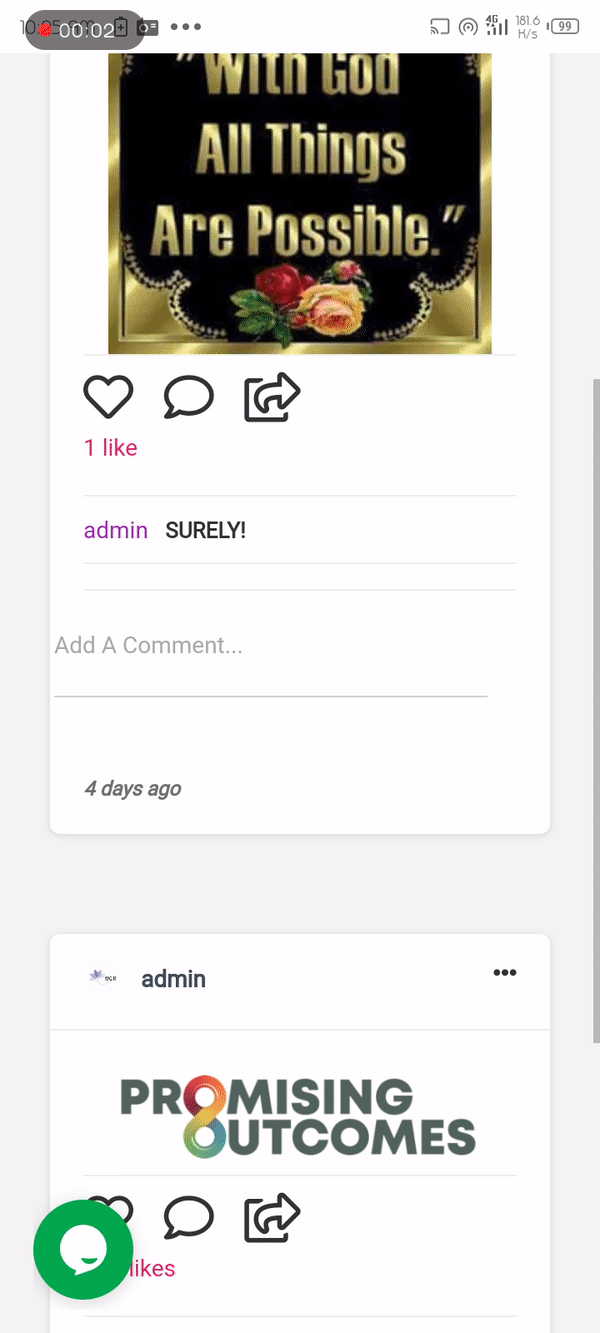 00:02
4G
181.6
K/s
99
"With God
All Things
Are Possible."
1 like
admin SURELY!
Add A Comment...
4 days ago
admin
PROMISING
OUTCOMES
likes